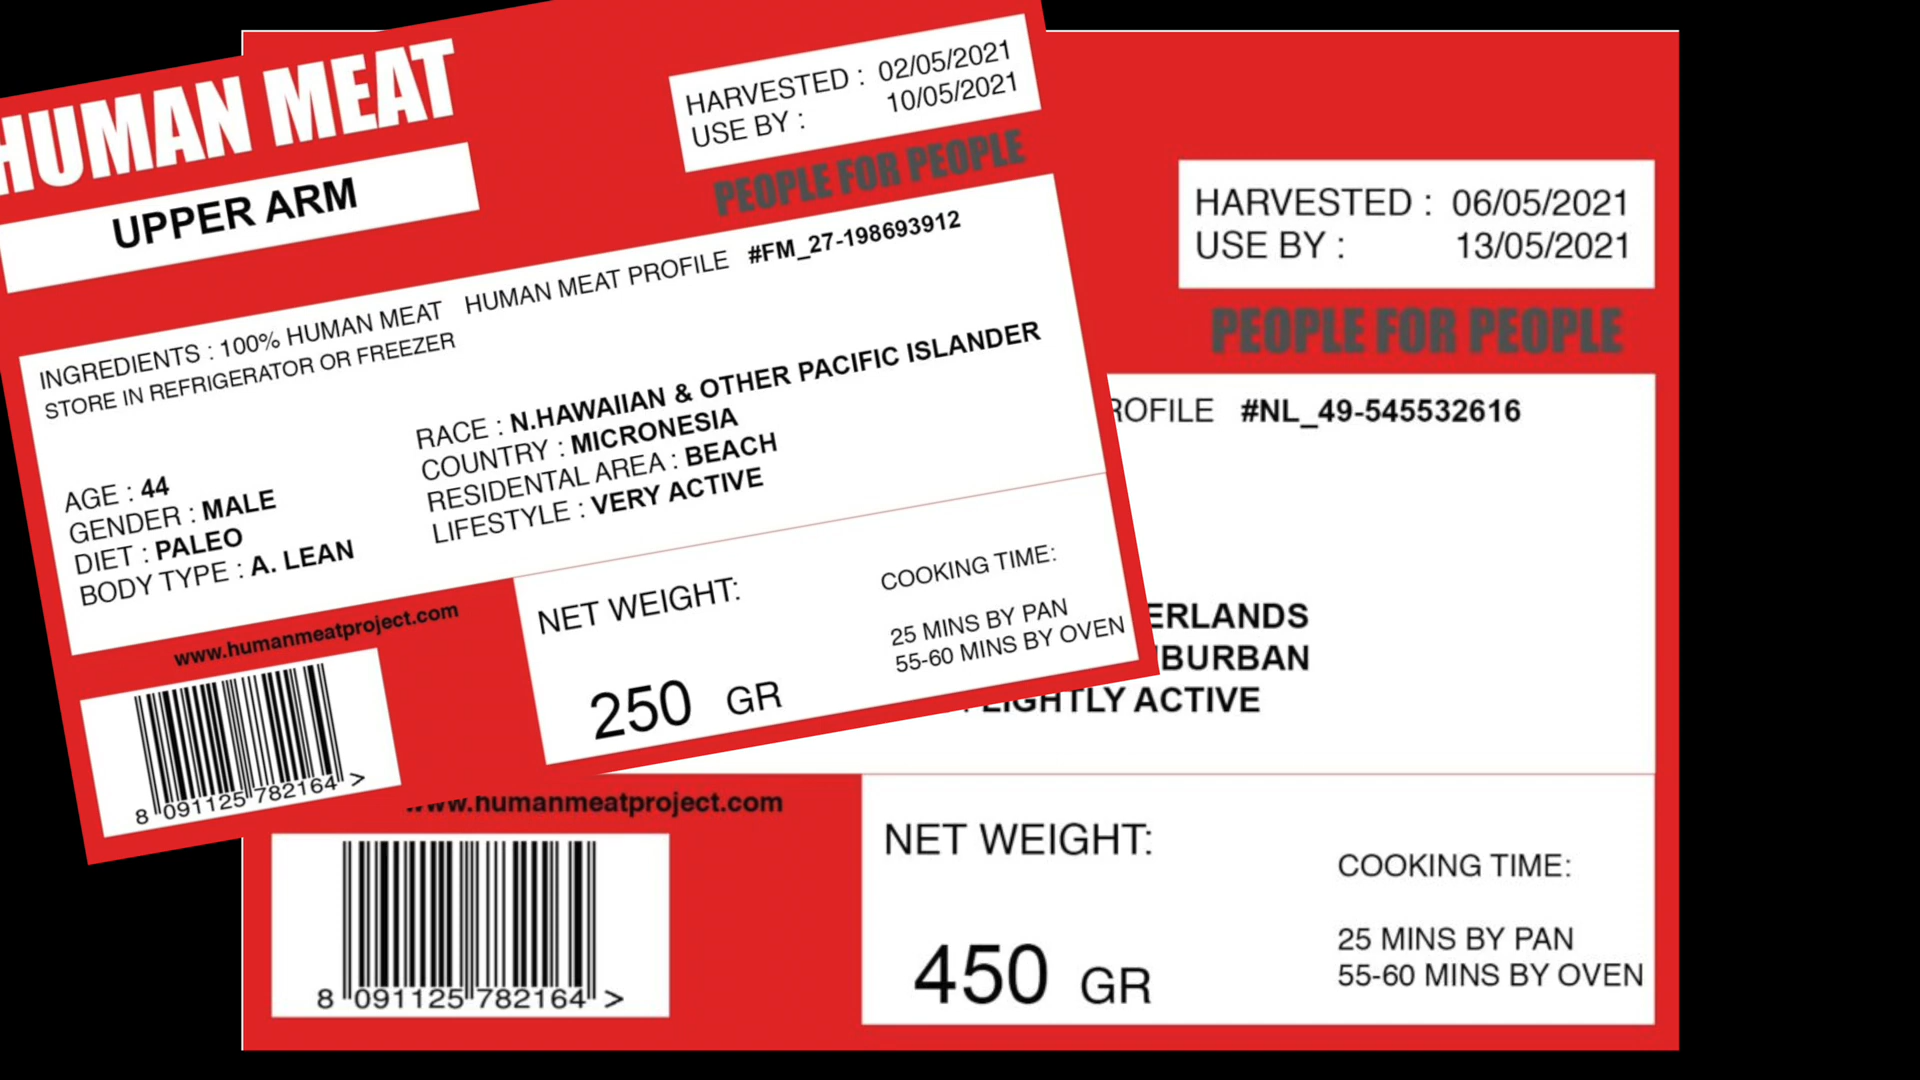 HUMAN MEAT
UPPER ARM
HARVESTED : 02/05/2021
USE BY : 10/05/2021
PEOPLE FOR PEOPLE
INGREDIENTS : 100% HUMAN MEAT
STORE IN REFRIGERATOR OR FREEZER
HUMAN MEAT PROFILE #FM_27-198693912
AGE : 44
GENDER : MALE
DIET : PALEO
BODY TYPE : A. LEAN
RACE : N.HAWAIIAN & OTHER PACIFIC ISLANDER
COUNTRY : MICRONESIA
RESIDENTAL AREA : BEACH
LIFESTYLE : VERY ACTIVE
www.humanmeatproject.com
8 091125 782164 >
NET WEIGHT:
250 GR
COOKING TIME:
25 MINS BY PAN
55-60 MINS BY OVEN
HARVESTED : 06/05/2021
USE BY : 13/05/2021
PEOPLE FOR PEOPLE
ROFILE #NL_49-545532616
ERLANDS
BURBAN
LIGHTLY ACTIVE
www.humanmeatproject.com
8 091125 782164 >
NET WEIGHT:
450 GR
COOKING TIME:
25 MINS BY PAN
55-60 MINS BY OVEN